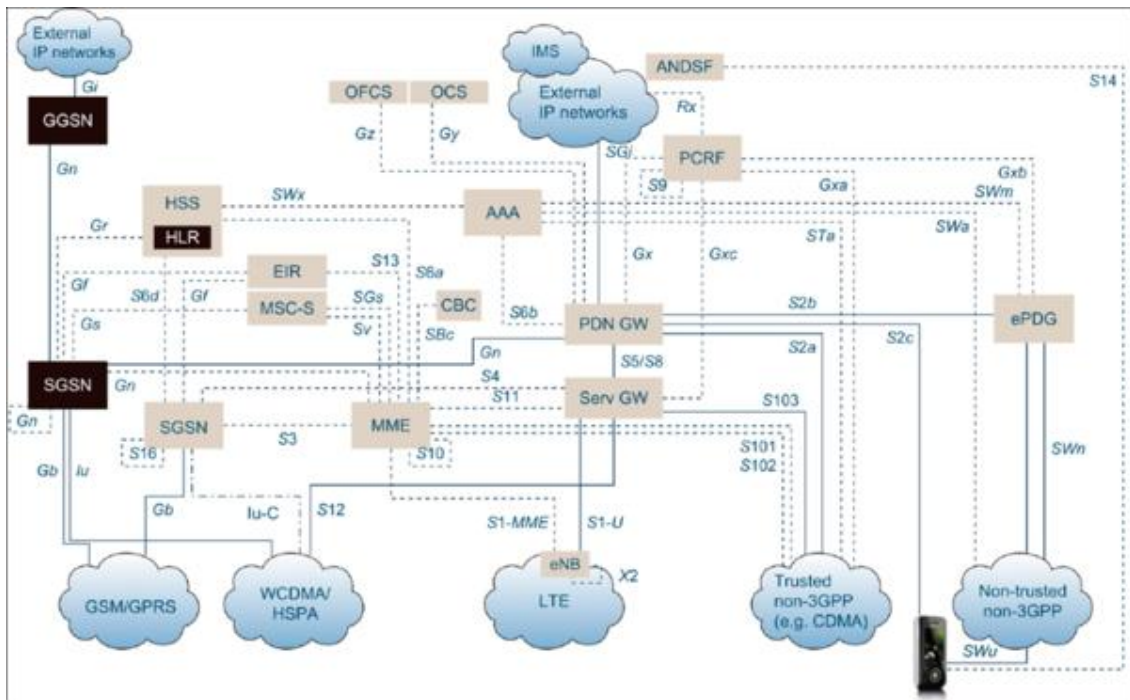 External
IP networks
Gi
GGSN
Gn
IMS
External
IP networks
ANDSF
S14
OFCS
OCS
Gz
Gy
Rx
SGi
PCRF
S9
Gxa
Gxb
HSS
HLR
SWx
AAA
SWm
STa
SWa
Gr
S6d
Gf
EIR
S13
S6a
Gf
Gs
MSC-S
SGs
Sv
CBC
SBc
S6b
Gx
Gxc
PDN GW
S2b
S2c
S2a
ePDG
SGSN
Gn
Gn
S4
S5/S8
Gn
SGSN
S16
S3
MME
S10
S11
Serv GW
S103
S101
S102
SWn
Gb
Iu
Gb
Iu-C
S12
S1-MME
S1-U
eNB
X2
GSM/GPRS
WCDMA/
HSPA
LTE
Trusted
non-3GPP
(e.g. CDMA)
Non-trusted
non-3GPP
SWu